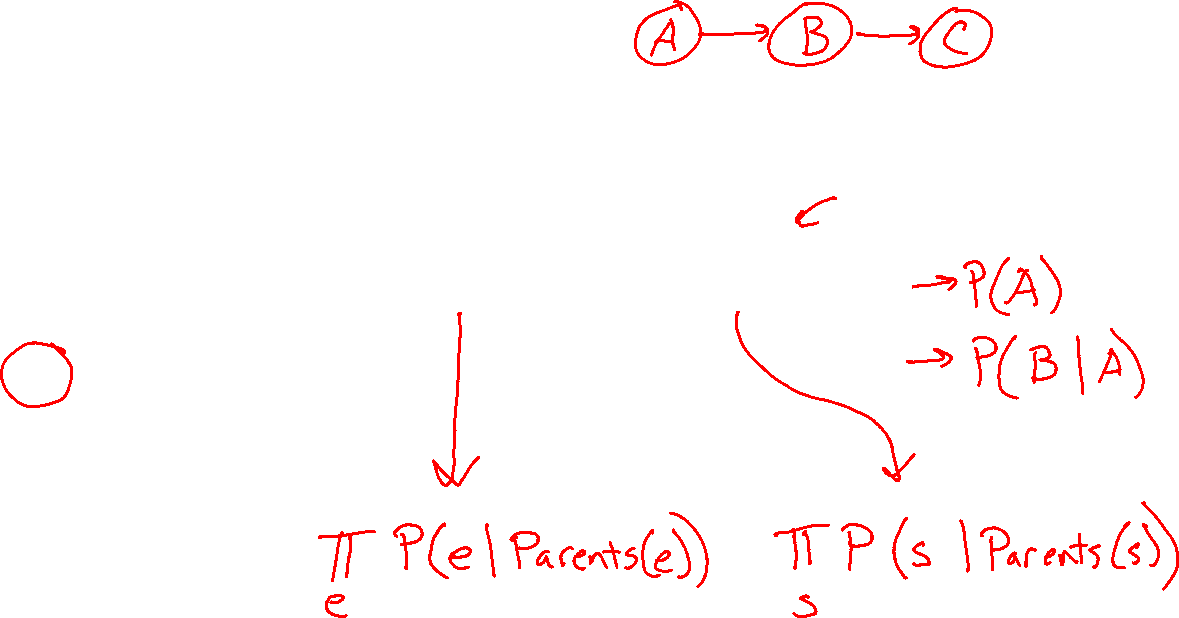 A → B → C
→ P(A)
→ P(B|A)
∏ P(e|Parents(e)) ∏ P(s|Parents(s))
e s